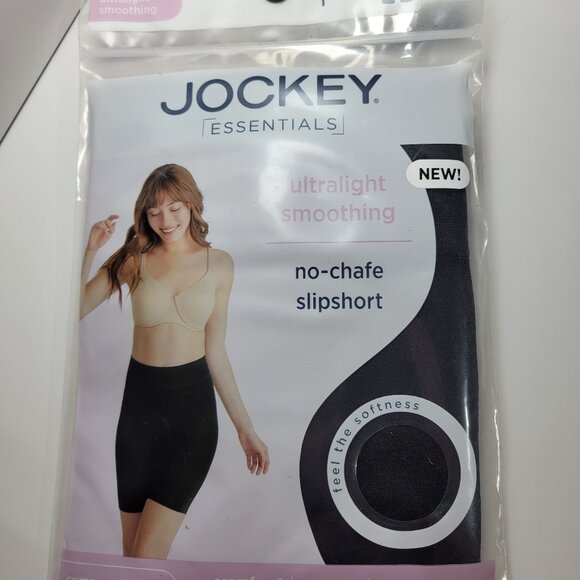 ultralight
smoothing
JOCKEY®
ESSENTIALS
NEW!
ultralight
smoothing
no-chafe
slipshort
feel the softness